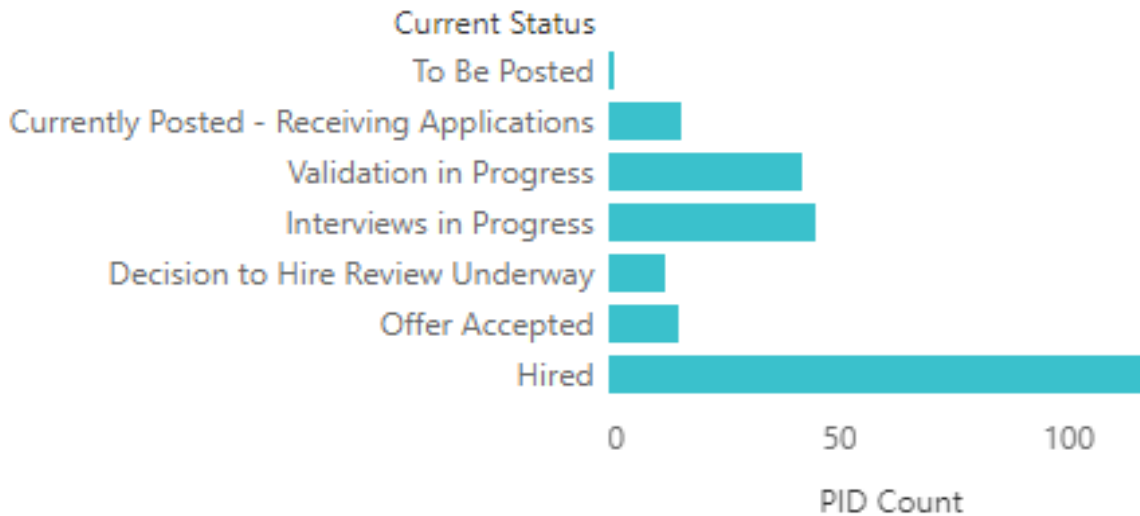 Current Status
To Be Posted
Currently Posted - Receiving Applications
Validation in Progress
Interviews in Progress
Decision to Hire Review Underway
Offer Accepted
Hired
0 50 100
PID Count